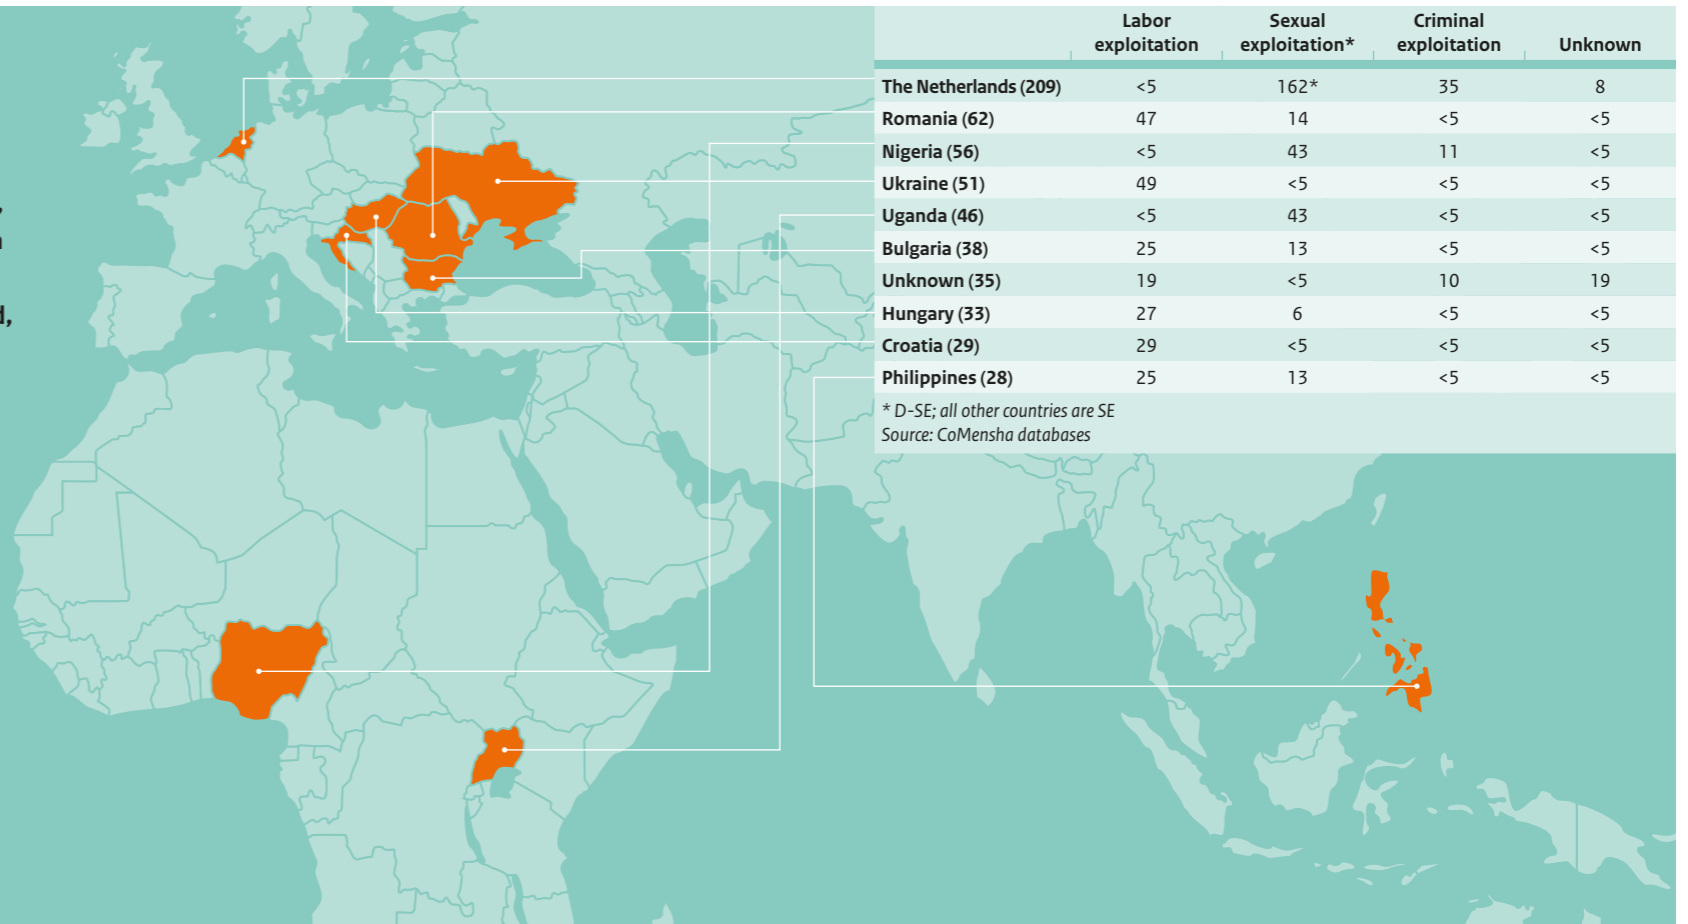 Labor Sexual Criminal
exploitation exploitation* exploitation Unknown
The Netherlands (209) <5 162* 35 8
Romania (62) 47 14 <5 <5
Nigeria (56) <5 43 11 <5
Ukraine (51) 49 <5 <5 <5
Uganda (46) <5 43 <5 <5
Bulgaria (38) 25 13 <5 <5
Unknown (35) 19 <5 10 19
Hungary (33) 27 6 <5 <5
Croatia (29) 29 <5 <5 <5
Philippines (28) 25 13 <5 <5
* D-SE; all other countries are SE
Source: CoMensha databases